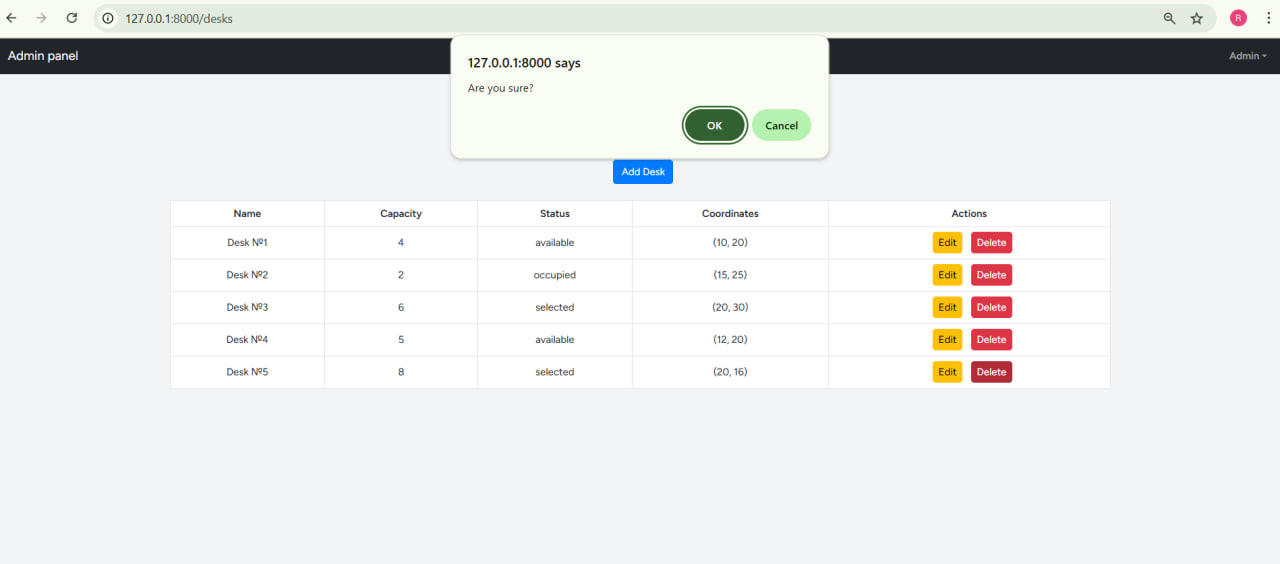 127.0.0.1:8000/desks
R
Admin panel
Admin
127.0.0.1:8000 says
Are you sure?
OK Cancel
Add Desk
Name Capacity Status Coordinates Actions
Desk №1 4 available (10, 20) Edit Delete
Desk №2 2 occupied (15, 25) Edit Delete
Desk №3 6 selected (20, 30) Edit Delete
Desk №4 5 available (12, 20) Edit Delete
Desk №5 8 selected (20, 16) Edit Delete